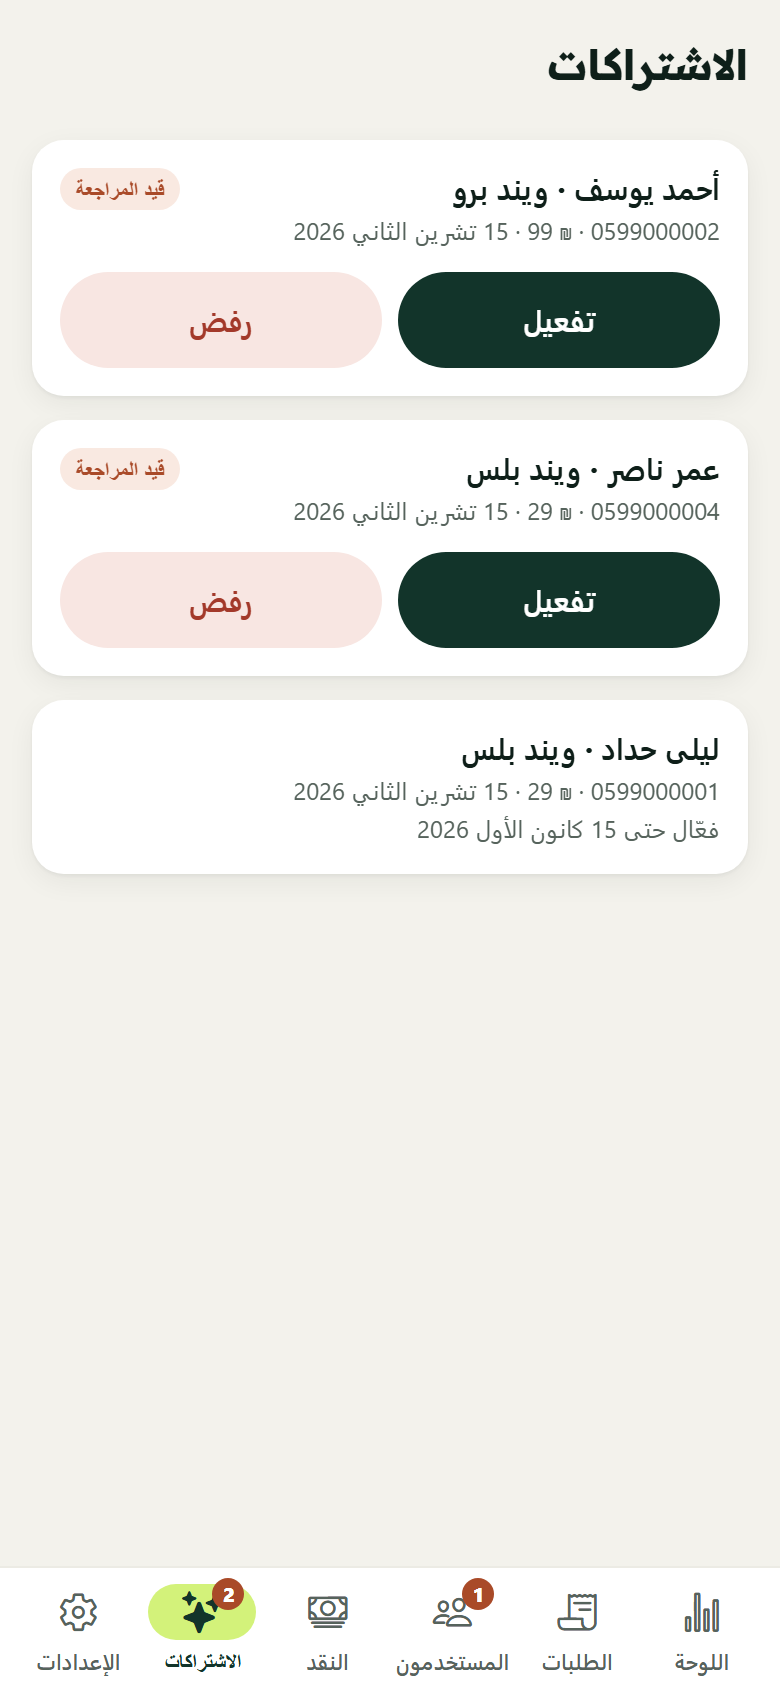 الاشتراكات
أحمد يوسف · ويند برو
قيد المراجعة
0599000002 · ₪ 99 · 15 تشرين الثاني 2026
تفعيل
رفض
عمر ناصر · ويند بلس
قيد المراجعة
0599000004 · ₪ 29 · 15 تشرين الثاني 2026
تفعيل
رفض
ليلى حداد · ويند بلس
0599000001 · ₪ 29 · 15 تشرين الثاني 2026
فعّال حتى 15 كانون الأول 2026
اللوحة
الطلبات
1
المستخدمون
النقد
2
الاشتراكات
الإعدادات